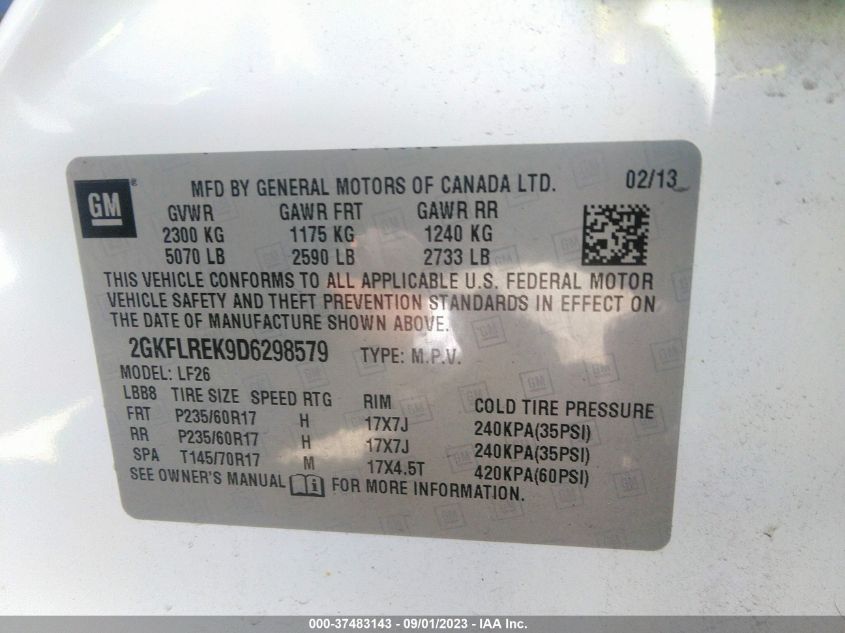 GM ®
MFD BY GENERAL MOTORS OF CANADA LTD. 02/13
GVWR GAWR FRT GAWR RR
2300 KG 1175 KG 1240 KG
5070 LB 2590 LB 2733 LB
THIS VEHICLE CONFORMS TO ALL APPLICABLE U.S. FEDERAL MOTOR
VEHICLE SAFETY AND THEFT PREVENTION STANDARDS IN EFFECT ON
THE DATE OF MANUFACTURE SHOWN ABOVE.
2GKFLREK9D6298579 TYPE: M.P.V.
MODEL: LF26
LBB8 TIRE SIZE SPEED RTG RIM COLD TIRE PRESSURE
FRT P235/60R17 H 17X7J 240KPA(35PSI)
RR P235/60R17 H 17X7J 240KPA(35PSI)
SPA T145/70R17 M 17X4.5T 420KPA(60PSI)
SEE OWNER'S MANUAL i FOR MORE INFORMATION.
000-37483143 - 09/01/2023 - IAA Inc.